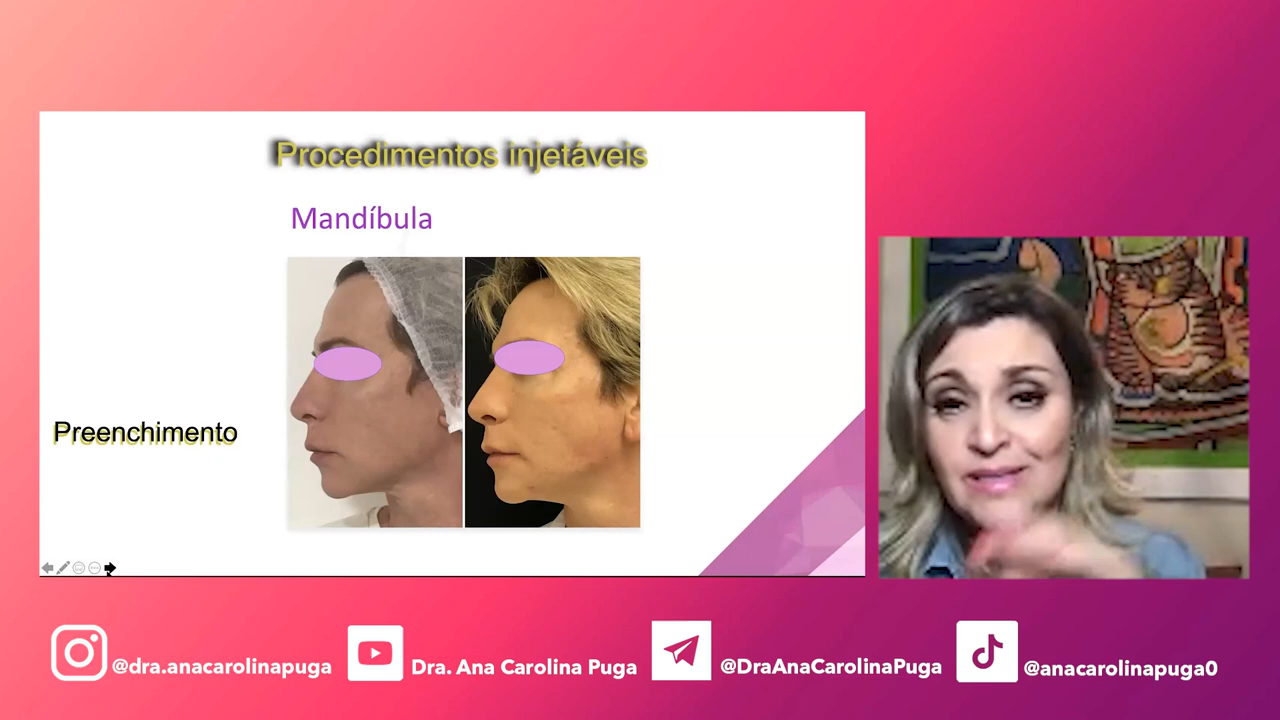 Procedimentos injetáveis
Mandíbula
Preenchimento
@dra.anacarolinapuga
Dra. Ana Carolina Puga
@DraAnaCarolinaPuga
@anacarolinapuga0